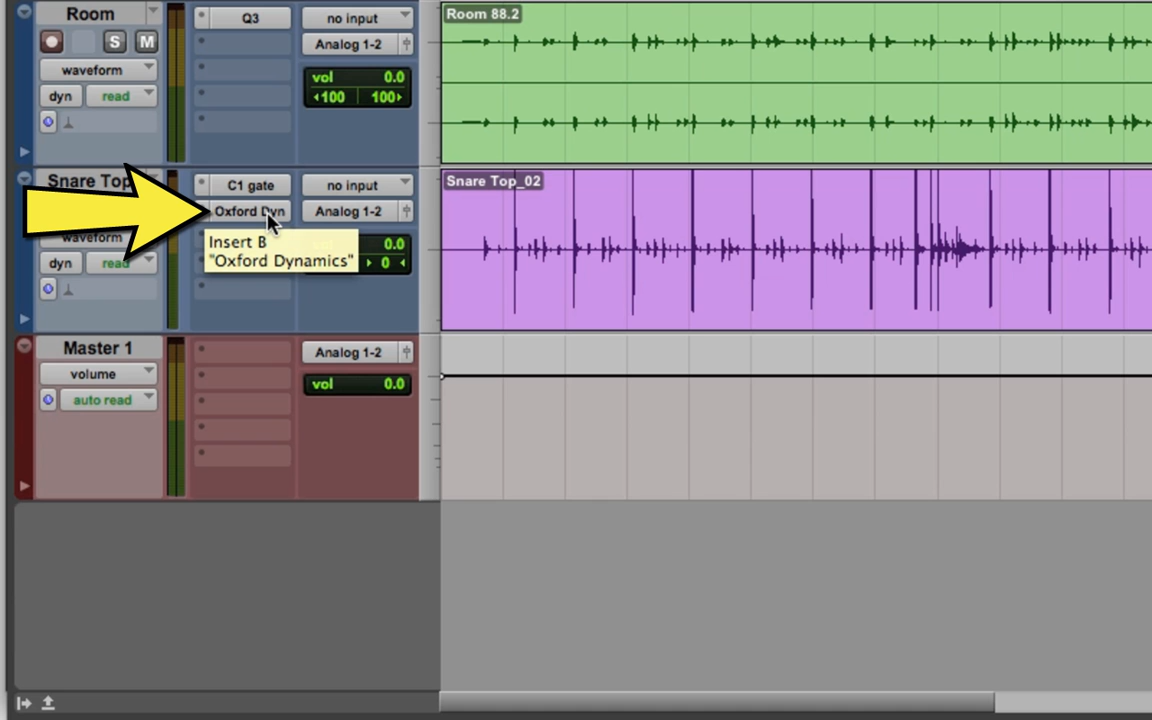 Room
Q3
no input
Room 88.2
S M
Analog 1-2
waveform
vol 0.0
dyn read
100 100
Snare Top
C1 gate
no input
Snare Top_02
Oxford Dyn
Analog 1-2
waveform
Insert B
0.0
"Oxford Dynamics"
dyn read
0
Master 1
Analog 1-2
volume
vol 0.0
auto read